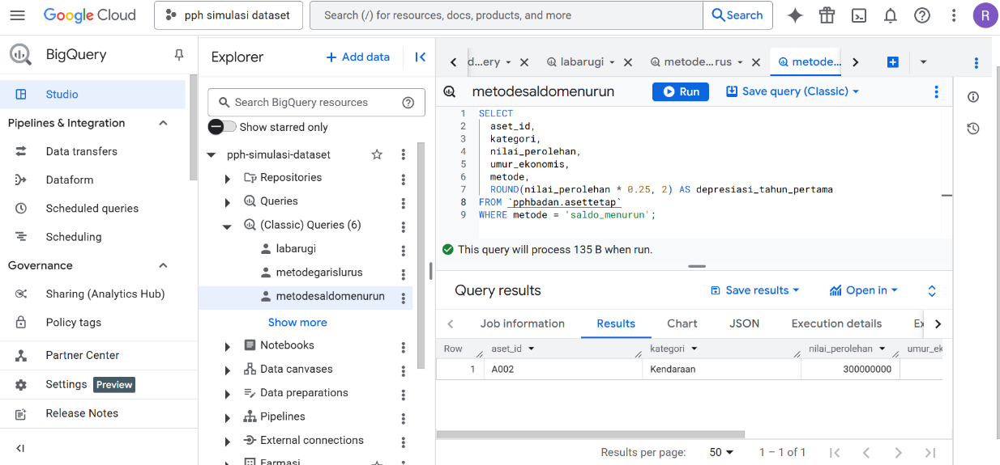 Google Cloud
pph simulasi dataset
Search (/) for resources, docs, products, and more
Search
R
BigQuery
Studio
Pipelines & Integration
Data transfers
Dataform
Scheduled queries
Scheduling
Governance
Sharing (Analytics Hub)
Policy tags
Partner Center
Settings Preview
Release Notes
Explorer
+ Add data
Search BigQuery resources
Show starred only
pph-simulasi-dataset
Repositories
Queries
(Classic) Queries (6)
labarugi
metodegarislurus
metodesaldomenurun
Show more
Notebooks
Data canvases
Data preparations
Pipelines
External connections
Farmasi
d...ery
labarugi
metode...rus
metode...
metodesaldomenurun
Run
Save query (Classic)
1 SELECT
2 aset_id,
3 kategori,
4 nilai_perolehan,
5 umur_ekonomis,
6 metode,
7 ROUND(nilai_perolehan * 0.25, 2) AS depresiasi_tahun_pertama
8 FROM `pphbadan.asettetap`
9 WHERE metode = 'saldo_menurun';
This query will process 135 B when run.
Query results
Save results
Open in
Job information
Results
Chart
JSON
Execution details
Ex
Row aset_id kategori nilai_perolehan umur_ek
1 A002 Kendaraan 300000000
Results per page: 50 1 – 1 of 1